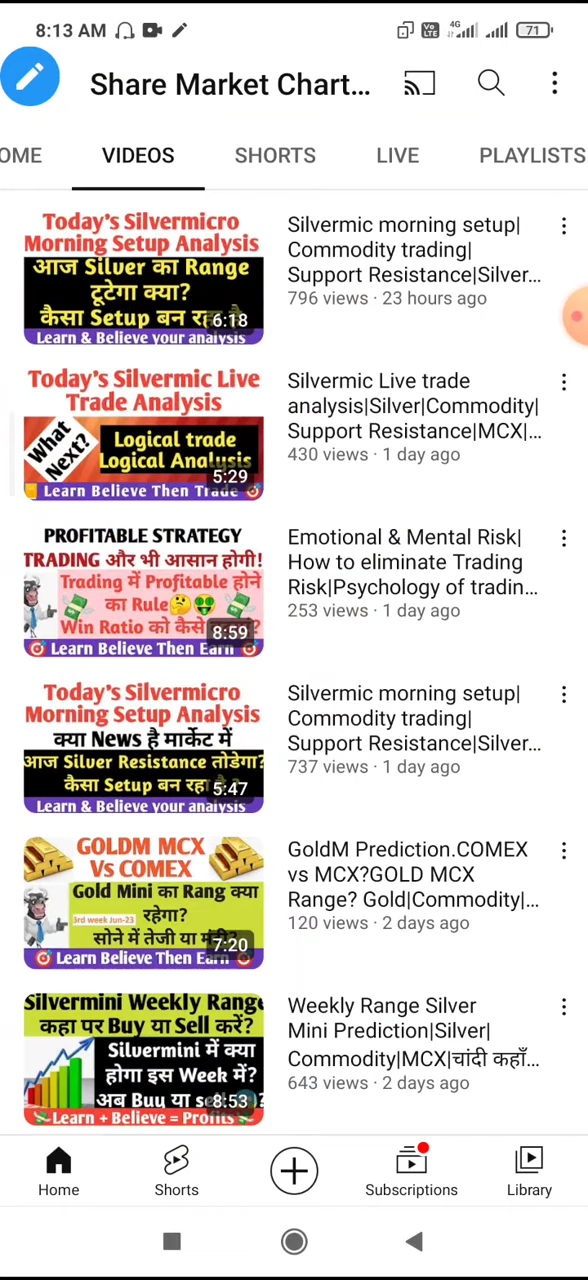 8:13 AM
Vo LTE
4G
71
Share Market Chart...
OME
VIDEOS
SHORTS
LIVE
PLAYLISTS
Today's Silvermicro
Morning Setup Analysis
आज Silver का Range
टूटेगा क्या?
कैसा Setup बन रहा
6:18
Learn & Believe your analysis
Silvermic morning setup|
Commodity trading|
Support Resistance|Silver...
796 views · 23 hours ago
Today's Silvermic Live
Trade Analysis
What
Next?
Logical trade
Logical Analysis
5:29
Learn Believe Then Trade
Silvermic Live trade
analysis|Silver|Commodity|
Support Resistance|MCX|...
430 views · 1 day ago
PROFITABLE STRATEGY
TRADING और भी आसान होगी!
Trading में Profitable होने
का Rule
Win Ratio को कैसे ?
8:59
Learn Believe Then Earn
Emotional & Mental Risk|
How to eliminate Trading
Risk|Psychology of tradin...
253 views · 1 day ago
Today's Silvermicro
Morning Setup Analysis
क्या News है मार्केट में
आज Silver Resistance तोडेगा?
कैसा Setup बन रहा
5:47
Learn & Believe your analysis
Silvermic morning setup|
Commodity trading|
Support Resistance|Silver...
737 views · 1 day ago
GOLDM MCX
Vs COMEX
Gold Mini का Rang क्या
3rd week Jun-23
रहेगा?
सोने में तेजी या मंदी?
7:20
Learn Believe Then Earn
GoldM Prediction.COMEX
vs MCX?GOLD MCX
Range? Gold|Commodity|...
120 views · 2 days ago
Silvermini Weekly Range
कहा पर Buy या Sell करें?
Silvermini में क्या
होगा इस Week में?
अब Buy या )?
8:53
Learn + Believe = Profits
Weekly Range Silver
Mini Prediction|Silver|
Commodity|MCX|चांदी कहाँ...
643 views · 2 days ago
Home
Shorts
Subscriptions
Library